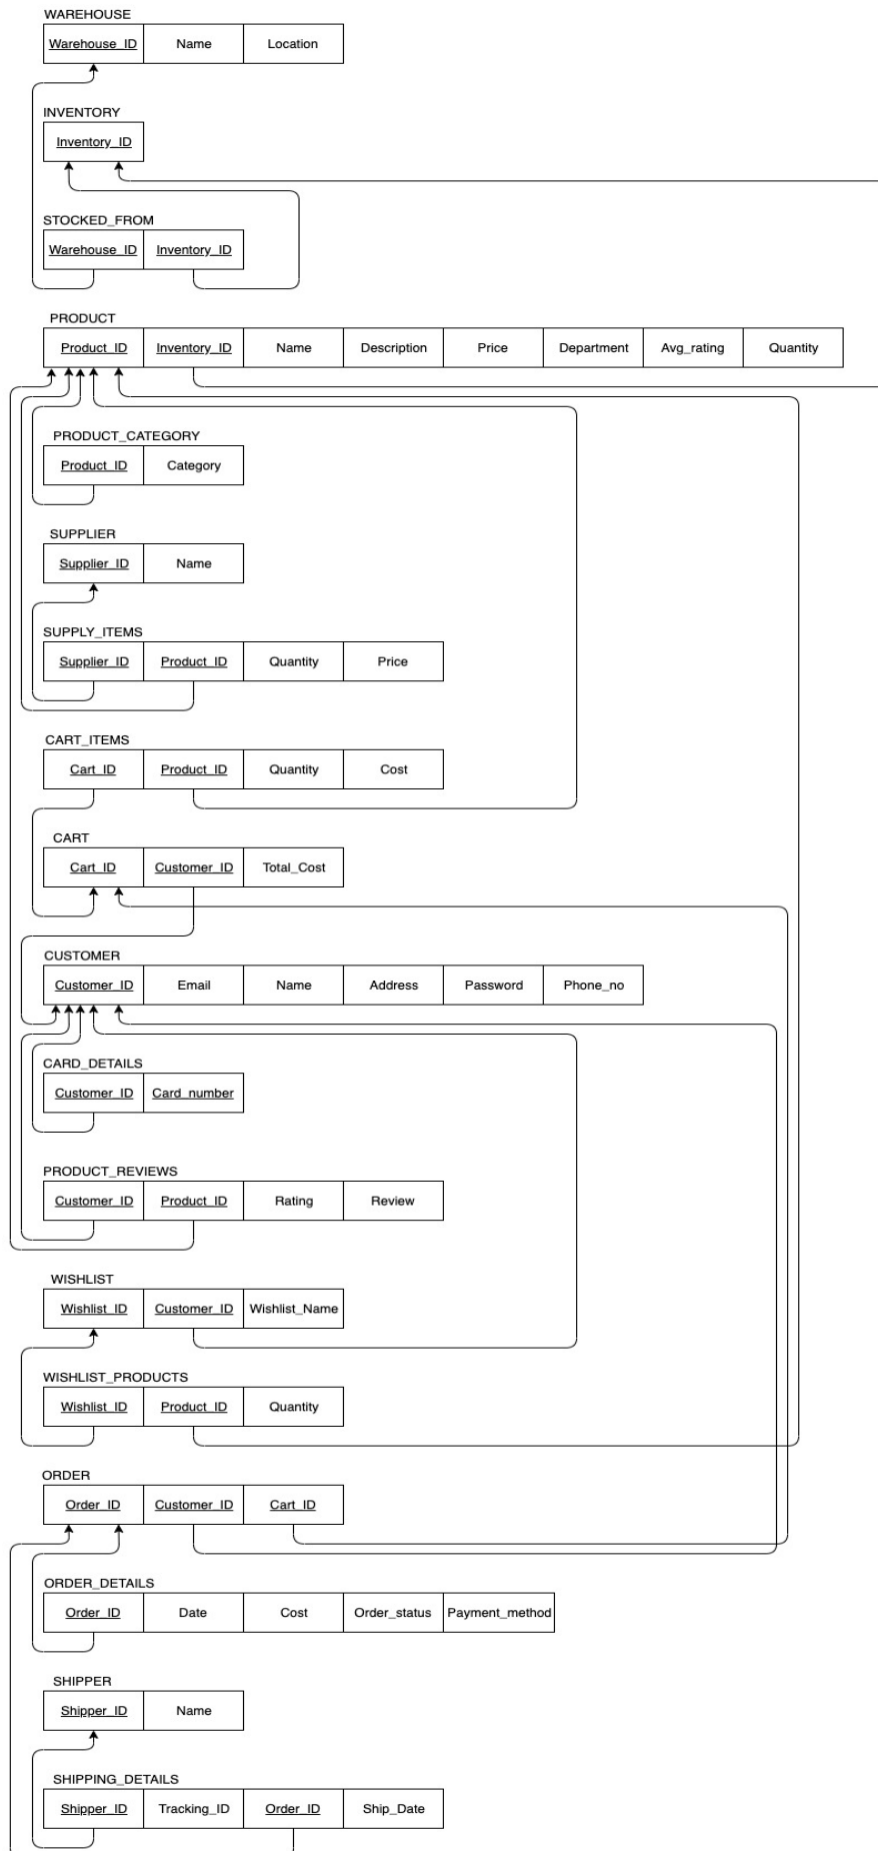 WAREHOUSE
Warehouse_ID Name Location
INVENTORY
Inventory_ID
STOCKED_FROM
Warehouse_ID Inventory_ID
PRODUCT
Product_ID Inventory_ID Name Description Price Department Avg_rating Quantity
PRODUCT_CATEGORY
Product_ID Category
SUPPLIER
Supplier_ID Name
SUPPLY_ITEMS
Supplier_ID Product_ID Quantity Price
CART_ITEMS
Cart_ID Product_ID Quantity Cost
CART
Cart_ID Customer_ID Total_Cost
CUSTOMER
Customer_ID Email Name Address Password Phone_no
CARD_DETAILS
Customer_ID Card_number
PRODUCT_REVIEWS
Customer_ID Product_ID Rating Review
WISHLIST
Wishlist_ID Customer_ID Wishlist_Name
WISHLIST_PRODUCTS
Wishlist_ID Product_ID Quantity
ORDER
Order_ID Customer_ID Cart_ID
ORDER_DETAILS
Order_ID Date Cost Order_status Payment_method
SHIPPER
Shipper_ID Name
SHIPPING_DETAILS
Shipper_ID Tracking_ID Order_ID Ship_Date